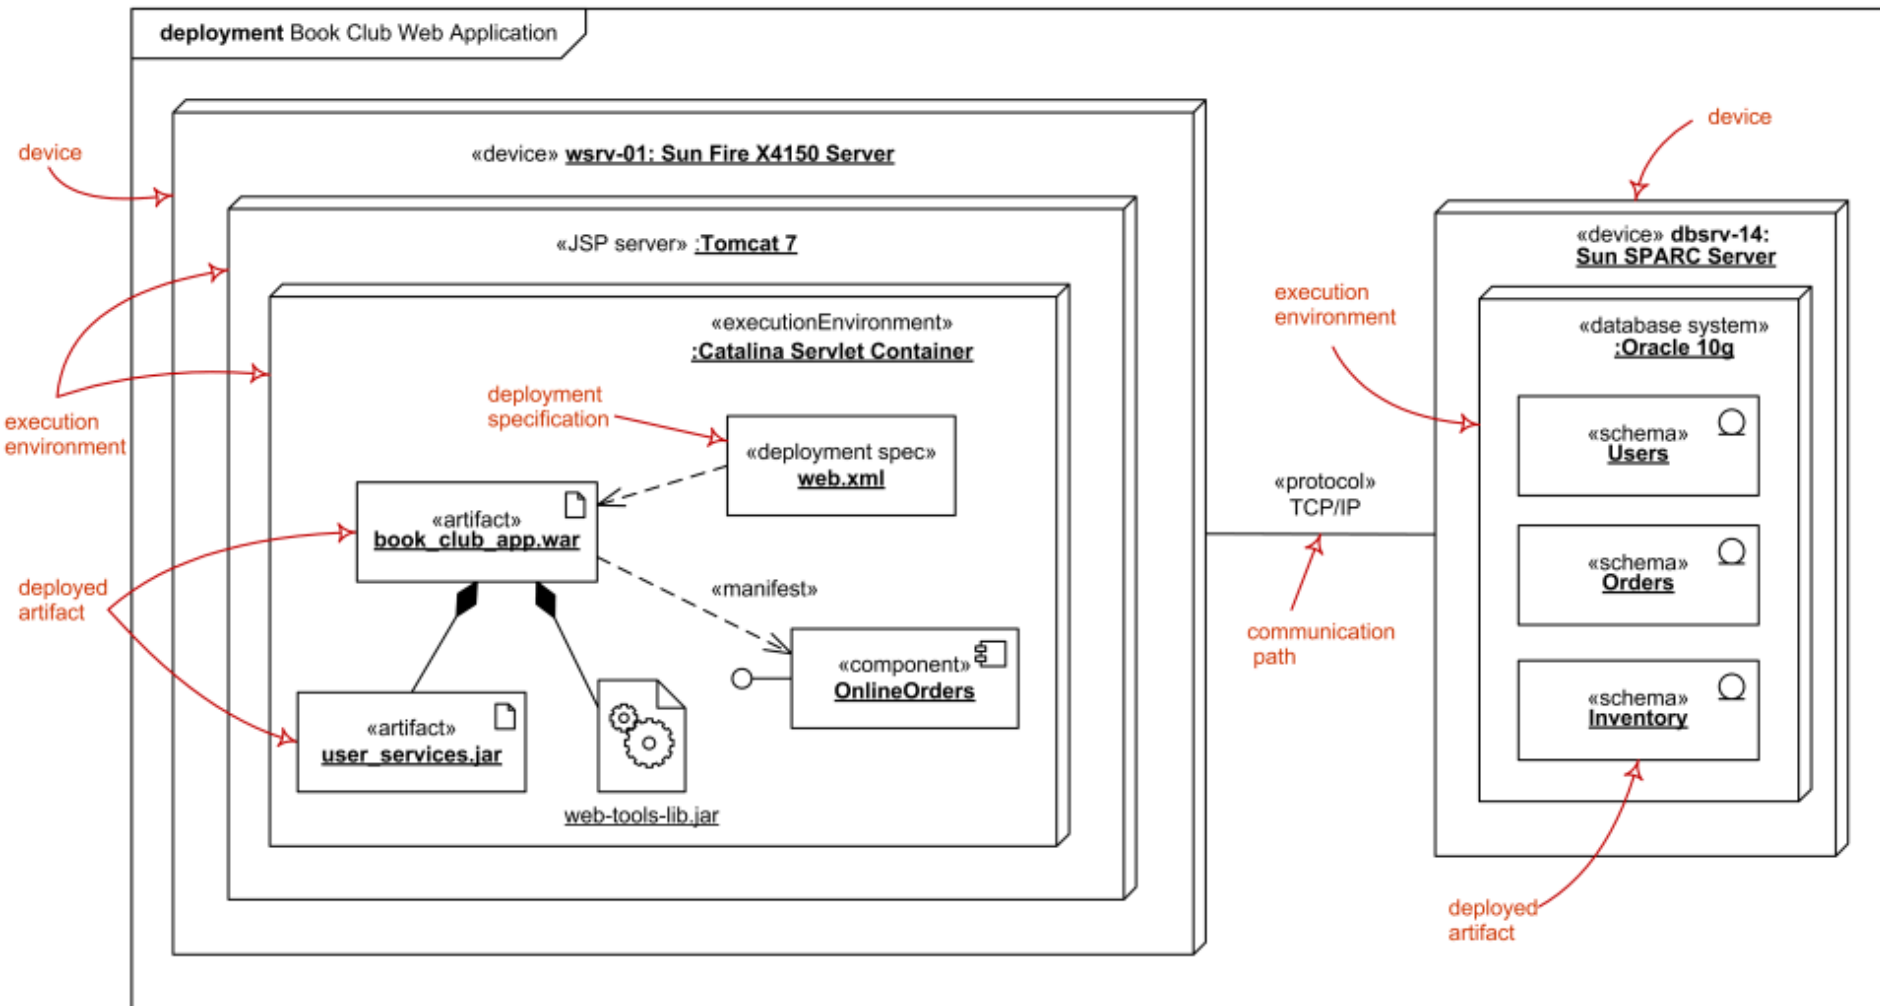 deployment Book Club Web Application
device
«device» wsrv-01: Sun Fire X4150 Server
«JSP server» :Tomcat 7
«executionEnvironment»
:Catalina Servlet Container
execution
environment
deployment
specification
«deployment spec»
web.xml
«artifact»
book_club_app.war
deployed
artifact
«manifest»
«component»
OnlineOrders
«artifact»
user_services.jar
web-tools-lib.jar
«protocol»
TCP/IP
communication
path
device
«device» dbsrv-14:
Sun SPARC Server
execution
environment
«database system»
:Oracle 10g
«schema»
Users
«schema»
Orders
«schema»
Inventory
deployed
artifact